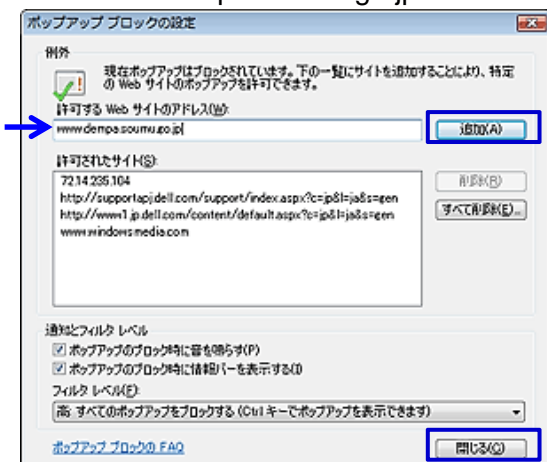 ポップアップ ブロックの設定
例外
現在ポップアップはブロックされています。下の一覧にサイトを追加することにより、特定
の Web サイトのポップアップを許可できます。
許可する Web サイトのアドレス(W):
www.dempa.soumu.go.jp
追加(A)
許可されたサイト(S):
72.14.235.104
http://supportapj.dell.com/support/index.aspx?c=jp&l=ja&s=gen
http://www1.jp.dell.com/content/default.aspx?c=jp&l=ja&s=gen
www.windowsmedia.com
削除(R)
すべて削除(E)...
通知とフィルタ レベル
ポップアップのブロック時に音を鳴らす(P)
ポップアップのブロック時に情報バーを表示する(I)
フィルタ レベル(F):
高: すべてのポップアップをブロックする (Ctrl キーでポップアップを表示できます)
ポップアップ ブロックの FAQ
閉じる(C)